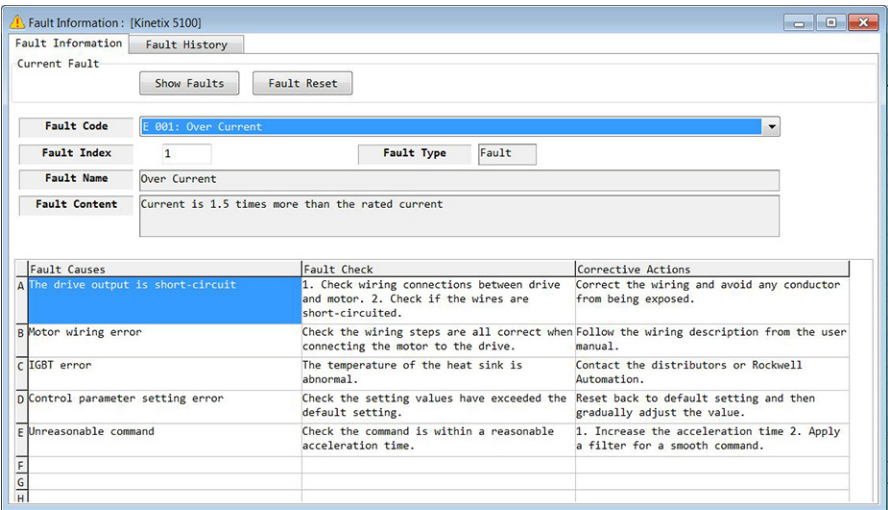 Fault Information : [Kinetix 5100]
Fault Information Fault History
Current Fault
Show Faults Fault Reset
Fault Code E 001: Over Current
Fault Index 1 Fault Type Fault
Fault Name Over Current
Fault Content Current is 1.5 times more than the rated current
Fault Causes Fault Check Corrective Actions
A The drive output is short-circuit 1. Check wiring connections between drive Correct the wiring and avoid any conductor
and motor. 2. Check if the wires are from being exposed.
short-circuited.
B Motor wiring error Check the wiring steps are all correct when Follow the wiring description from the user
connecting the motor to the drive. manual.
C IGBT error The temperature of the heat sink is Contact the distributors or Rockwell
abnormal. Automation.
D Control parameter setting error Check the setting values have exceeded the Reset back to default setting and then
default setting. gradually adjust the value.
E Unreasonable command Check the command is within a reasonable 1. Increase the acceleration time 2. Apply
acceleration time. a filter for a smooth command.
F
G
H